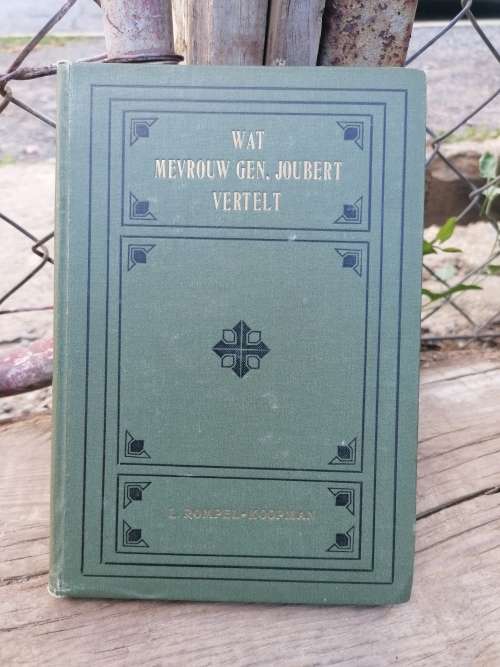 WAT
MEVROUW GEN. JOUBERT
VERTELT
L. ROMPEL-KOOPMAN